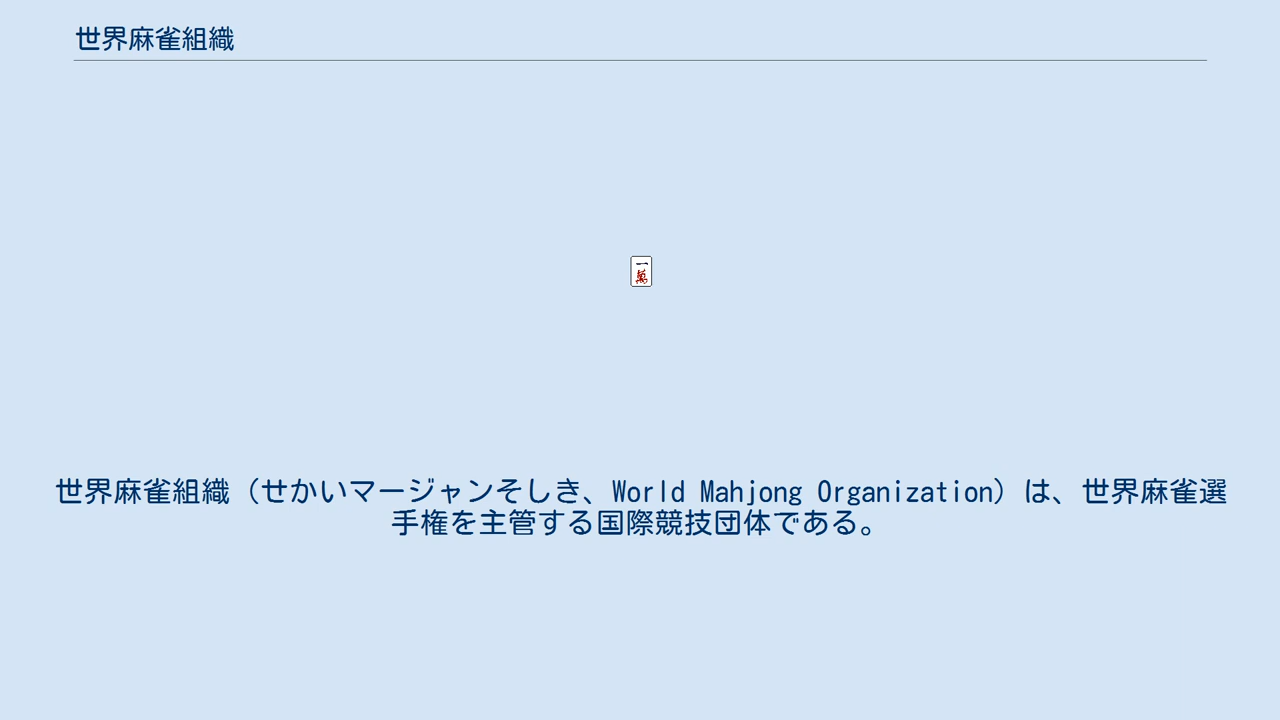 世界麻雀組織
一
萬
世界麻雀組織（せかいマージャンそしき、World Mahjong Organization）は、世界麻雀選
手権を主管する国際競技団体である。